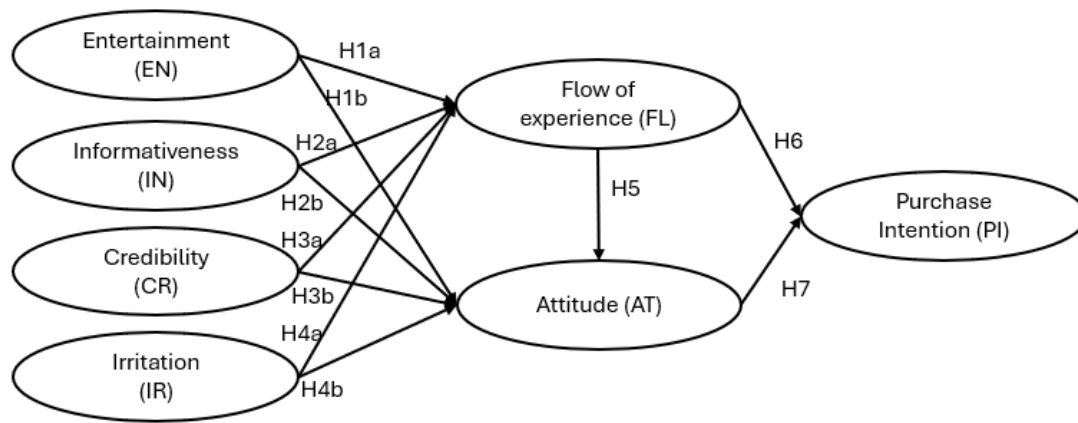 Entertainment
(EN)
H1a
H1b
Flow of
experience (FL)
Informativeness
(IN)
H2a
H2b
H6
H5
Purchase
Intention (PI)
Credibility
(CR)
H3a
H3b
Attitude (AT)
H7
Irritation
(IR)
H4a
H4b